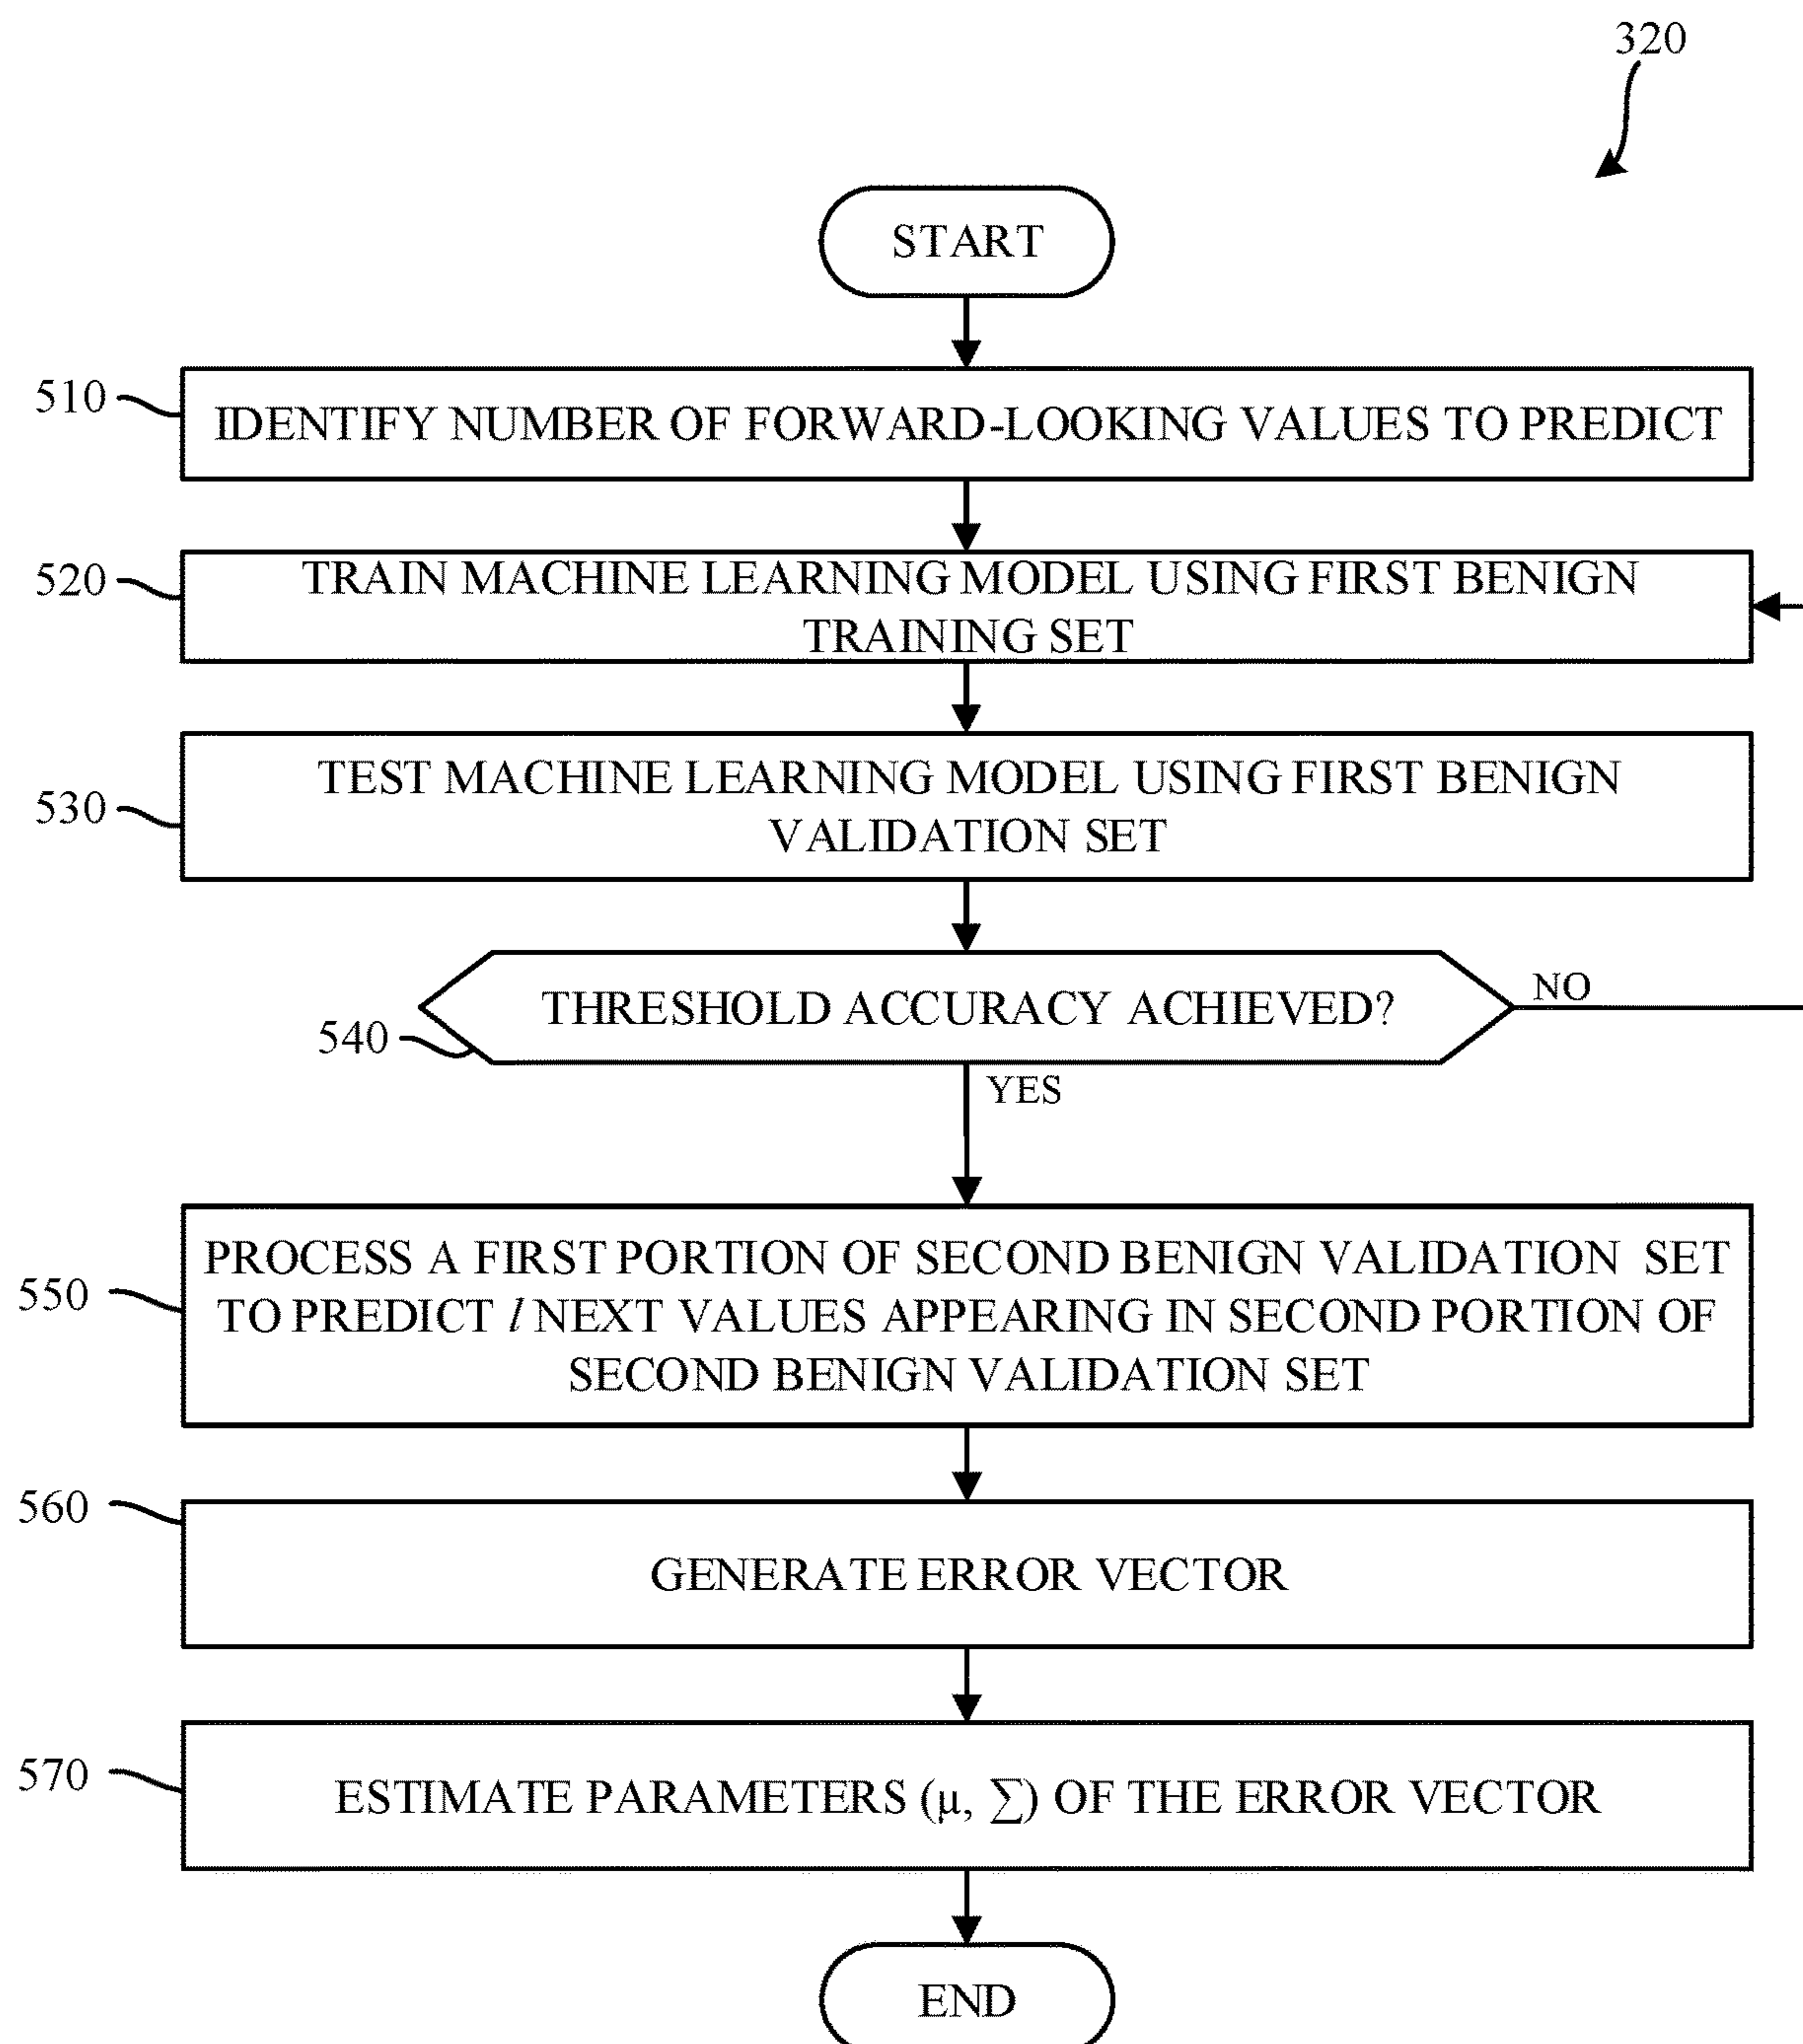 320
START
510
IDENTIFY NUMBER OF FORWARD-LOOKING VALUES TO PREDICT
520
TRAIN MACHINE LEARNING MODEL USING FIRST BENIGN
TRAINING SET
530
TEST MACHINE LEARNING MODEL USING FIRST BENIGN
VALIDATION SET
540
THRESHOLD ACCURACY ACHIEVED?
NO
YES
550
PROCESS A FIRST PORTION OF SECOND BENIGN VALIDATION SET
TO PREDICT l NEXT VALUES APPEARING IN SECOND PORTION OF
SECOND BENIGN VALIDATION SET
560
GENERATE ERROR VECTOR
570
ESTIMATE PARAMETERS (μ, ∑) OF THE ERROR VECTOR
END